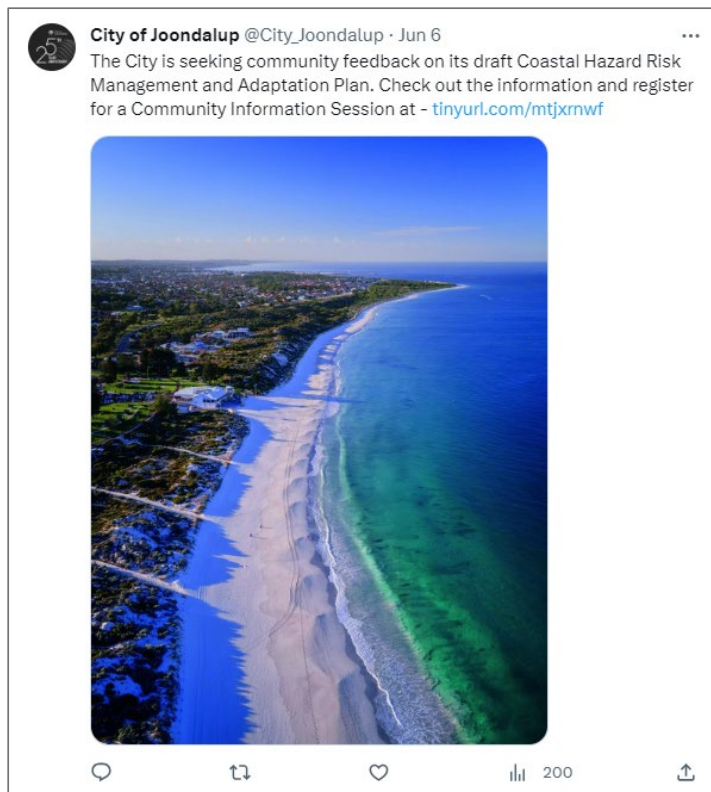 City of Joondalup @City_Joondalup · Jun 6
The City is seeking community feedback on its draft Coastal Hazard Risk
Management and Adaptation Plan. Check out the information and register
for a Community Information Session at - tinyurl.com/mtjxrnwf
200